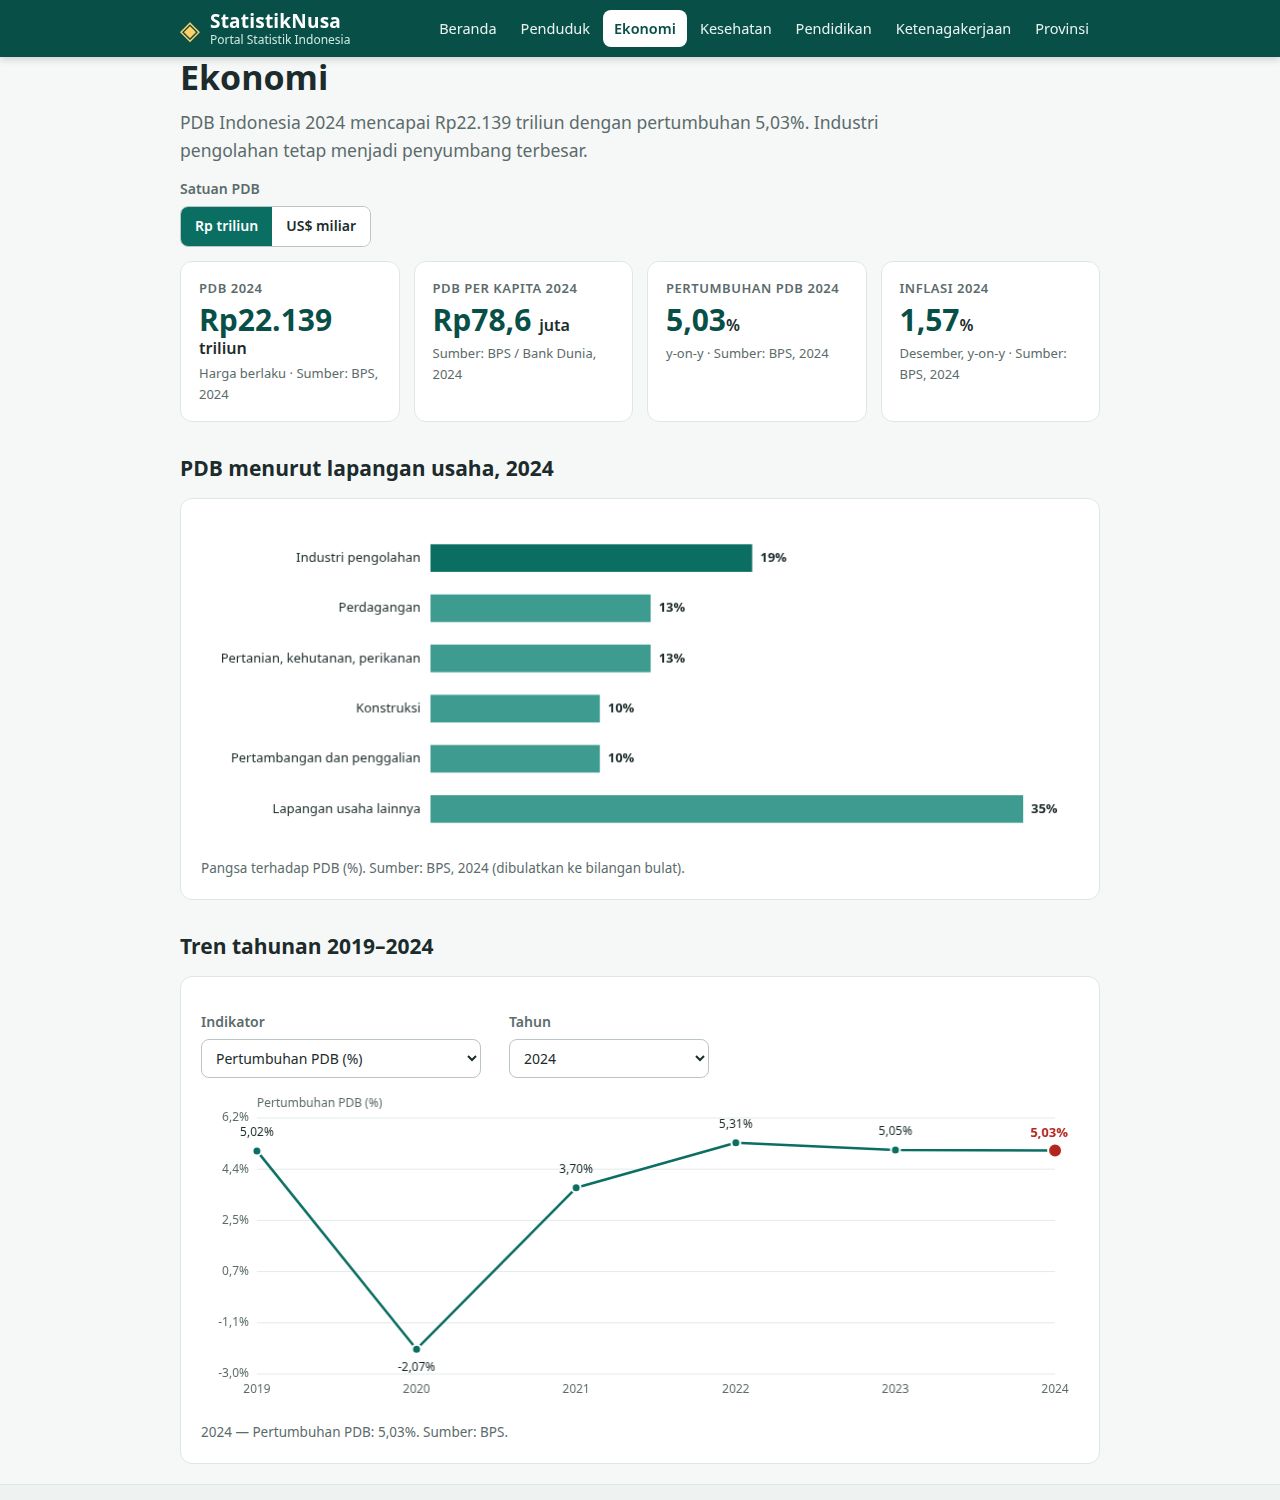 StatistikNusa
Portal Statistik Indonesia
Beranda Penduduk Ekonomi Kesehatan Pendidikan Ketenagakerjaan Provinsi
Ekonomi
PDB Indonesia 2024 mencapai Rp22.139 triliun dengan pertumbuhan 5,03%. Industri
pengolahan tetap menjadi penyumbang terbesar.
Satuan PDB
Rp triliun US$ miliar
PDB 2024
Rp22.139
triliun
Harga berlaku · Sumber: BPS,
2024
PDB PER KAPITA 2024
Rp78,6 juta
Sumber: BPS / Bank Dunia,
2024
PERTUMBUHAN PDB 2024
5,03%
y-on-y · Sumber: BPS, 2024
INFLASI 2024
1,57%
Desember, y-on-y · Sumber:
BPS, 2024
PDB menurut lapangan usaha, 2024
Industri pengolahan 19%
Perdagangan 13%
Pertanian, kehutanan, perikanan 13%
Konstruksi 10%
Pertambangan dan penggalian 10%
Lapangan usaha lainnya 35%
Pangsa terhadap PDB (%). Sumber: BPS, 2024 (dibulatkan ke bilangan bulat).
Tren tahunan 2019–2024
Indikator
Pertumbuhan PDB (%)
Tahun
2024
Pertumbuhan PDB (%)
6,2%
4,4%
2,5%
0,7%
-1,1%
-3,0%
5,02%
-2,07%
3,70%
5,31%
5,05%
5,03%
2019 2020 2021 2022 2023 2024
2024 — Pertumbuhan PDB: 5,03%. Sumber: BPS.